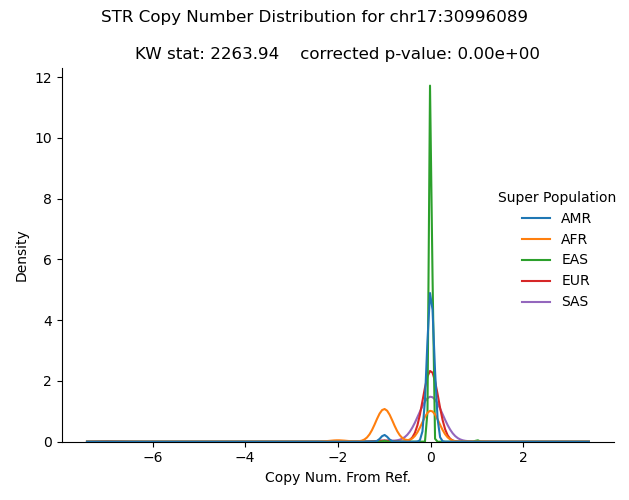 STR Copy Number Distribution for chr17:30996089
KW stat: 2263.94    corrected p-value: 0.00e+00
12
10
8
6
4
2
0
Density
Super Population
AMR
AFR
EAS
EUR
SAS
−6 −4 −2 0 2
Copy Num. From Ref.